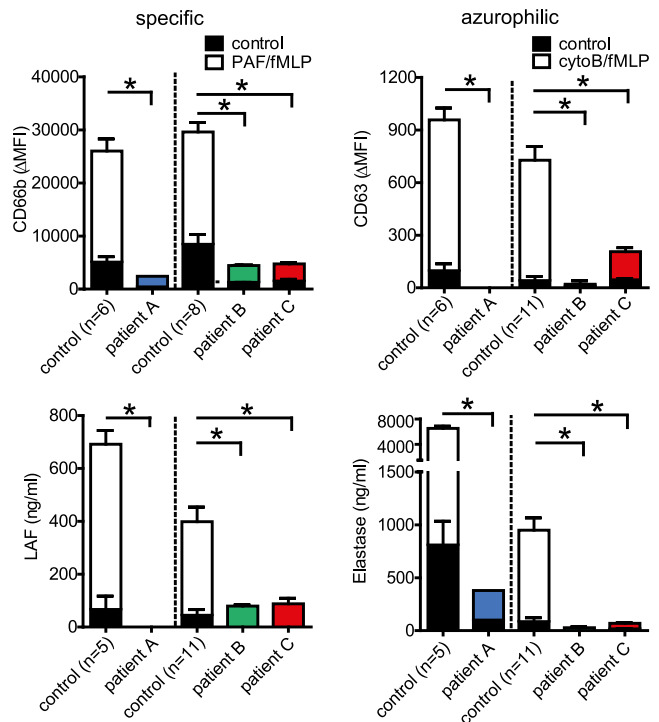 specific
control
PAF/fMLP
CD66b (ΔMFI)
40000
30000
20000
10000
0
*
*
*
control (n=6)
patient A
control (n=8)
patient B
patient C
azurophilic
control
cytoB/fMLP
CD63 (ΔMFI)
1200
900
600
300
0
*
*
*
control (n=6)
patient A
control (n=11)
patient B
patient C
LAF (ng/ml)
800
600
400
200
0
*
*
*
control (n=5)
patient A
control (n=11)
patient B
patient C
Elastase (ng/ml)
8000
4000
1500
1000
500
0
*
*
*
control (n=5)
patient A
control (n=11)
patient B
patient C